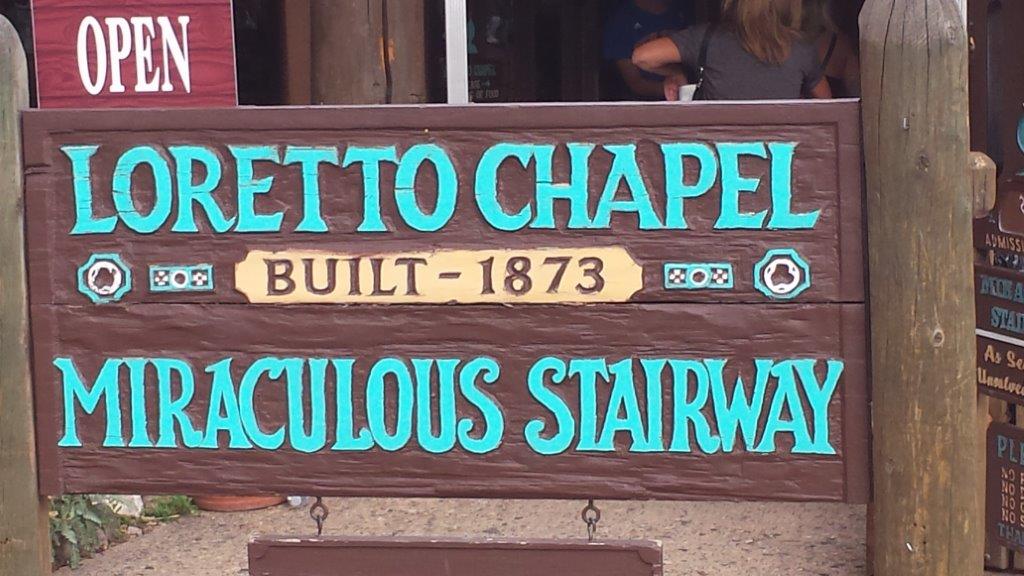 OPEN
LORETTO CHAPEL
BUILT - 1873
MIRACULOUS STAIRWAY